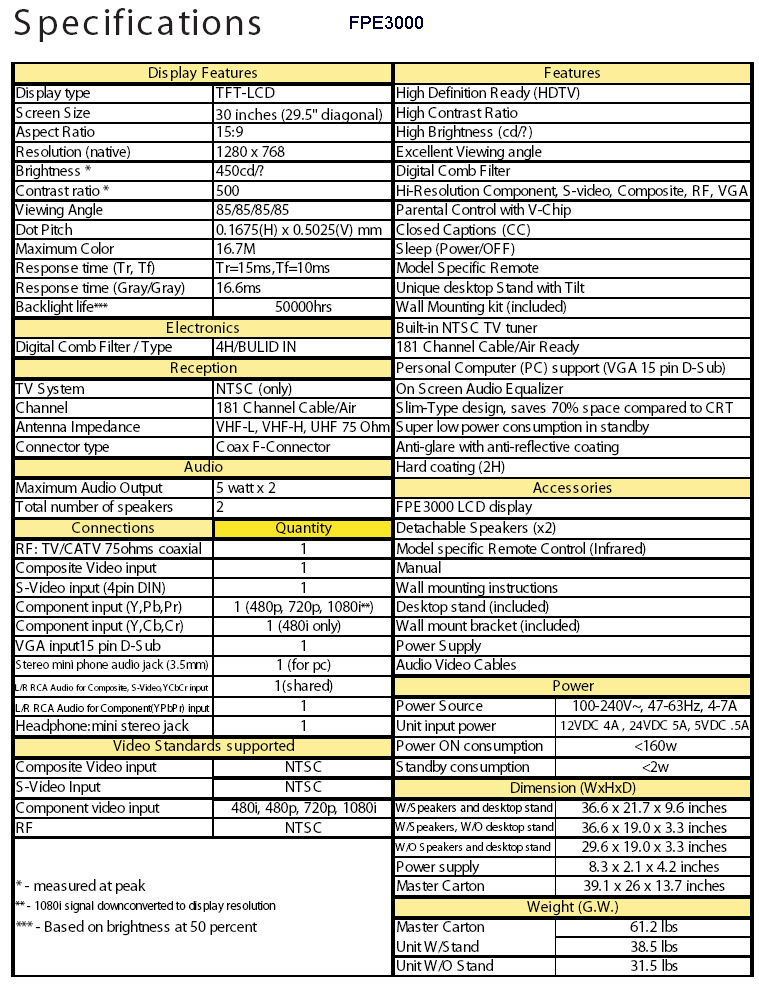 Specifications FPE3000
Display Features
Display type TFT-LCD
Screen Size 30 inches (29.5" diagonal)
Aspect Ratio 15:9
Resolution (native) 1280 x 768
Brightness * 450cd/?
Contrast ratio * 500
Viewing Angle 85/85/85/85
Dot Pitch 0.1675(H) x 0.5025(V) mm
Maximum Color 16.7M
Response time (Tr, Tf) Tr=15ms,Tf=10ms
Response time (Gray/Gray) 16.6ms
Backlight life*** 50000hrs
Electronics
Digital Comb Filter / Type 4H/BULID IN
Reception
TV System NTSC (only)
Channel 181 Channel Cable/Air
Antenna Impedance VHF-L, VHF-H, UHF 75 Ohm
Connector type Coax F-Connector
Audio
Maximum Audio Output 5 watt x 2
Total number of speakers 2
Connections Quantity
RF: TV/CATV 75ohms coaxial 1
Composite Video input 1
S-Video input (4pin DIN) 1
Component input (Y,Pb,Pr) 1 (480p, 720p, 1080i**)
Component input (Y,Cb,Cr) 1 (480i only)
VGA input15 pin D-Sub 1
Stereo mini phone audio jack (3.5mm) 1 (for pc)
L/R RCA Audio for Composite, S-Video,YCbCr input 1(shared)
L/R RCA Audio for Component(YPbPr) input 1
Headphone:mini stereo jack 1
Video Standards supported
Composite Video input NTSC
S-Video Input NTSC
Component video input 480i, 480p, 720p, 1080i
RF NTSC
* - measured at peak
** - 1080i signal downconverted to display resolution
*** - Based on brightness at 50 percent
Features
High Definition Ready (HDTV)
High Contrast Ratio
High Brightness (cd/?)
Excellent Viewing angle
Digital Comb Filter
Hi-Resolution Component, S-video, Composite, RF, VGA
Parental Control with V-Chip
Closed Captions (CC)
Sleep (Power/OFF)
Model Specific Remote
Unique desktop Stand with Tilt
Wall Mounting kit (included)
Built-in NTSC TV tuner
181 Channel Cable/Air Ready
Personal Computer (PC) support (VGA 15 pin D-Sub)
On Screen Audio Equalizer
Slim-Type design, saves 70% space compared to CRT
Super low power consumption in standby
Anti-glare with anti-reflective coating
Hard coating (2H)
Accessories
FPE3000 LCD display
Detachable Speakers (x2)
Model specific Remote Control (Infrared)
Manual
Wall mounting instructions
Desktop stand (included)
Wall mount bracket (included)
Power Supply
Audio Video Cables
Power
Power Source 100-240V~, 47-63Hz, 4-7A
Unit input power 12VDC 4A , 24VDC 5A, 5VDC .5A
Power ON consumption <160w
Standby consumption <2w
Dimension (WxHxD)
W/Speakers and desktop stand 36.6 x 21.7 x 9.6 inches
W/Speakers, W/O desktop stand 36.6 x 19.0 x 3.3 inches
W/O Speakers and desktop stand 29.6 x 19.0 x 3.3 inches
Power supply 8.3 x 2.1 x 4.2 inches
Master Carton 39.1 x 26 x 13.7 inches
Weight (G.W.)
Master Carton 61.2 lbs
Unit W/Stand 38.5 lbs
Unit W/O Stand 31.5 lbs